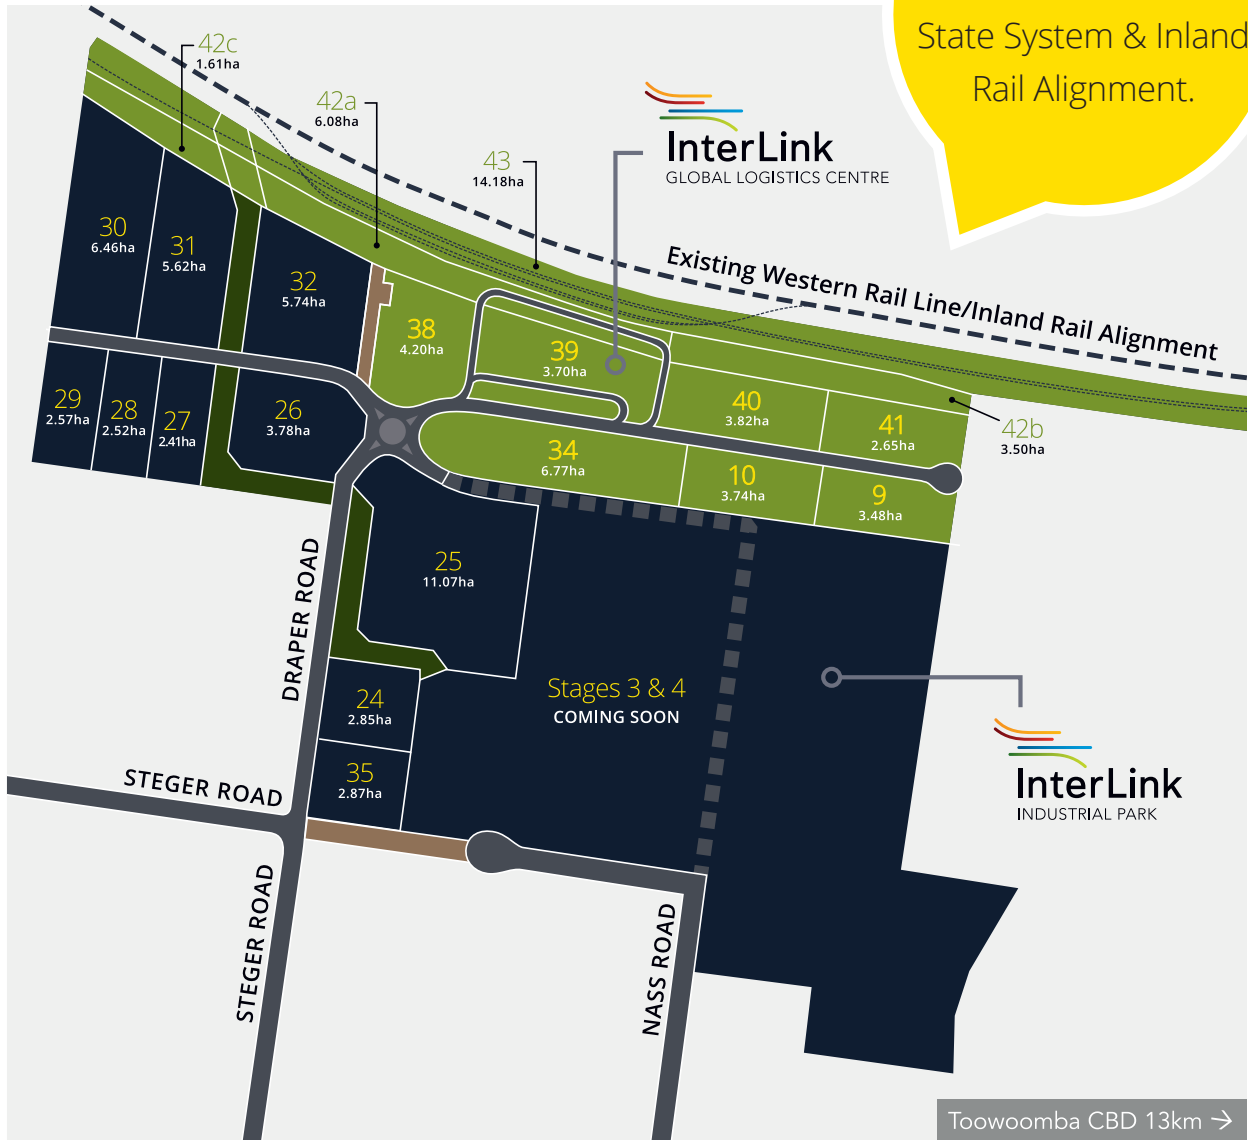 State System & Inland
Rail Alignment.
42c
1.61ha
42a
6.08ha
43
14.18ha
InterLink
GLOBAL LOGISTICS CENTRE
Existing Western Rail Line/Inland Rail Alignment
30
6.46ha
31
5.62ha
32
5.74ha
38
4.20ha
39
3.70ha
40
3.82ha
41
2.65ha
42b
3.50ha
29
2.57ha
28
2.52ha
27
2.41ha
26
3.78ha
34
6.77ha
10
3.74ha
9
3.48ha
25
11.07ha
DRAPER ROAD
24
2.85ha
Stages 3 & 4
COMING SOON
35
2.87ha
STEGER ROAD
InterLink
INDUSTRIAL PARK
STEGER ROAD
NASS ROAD
Toowoomba CBD 13km →